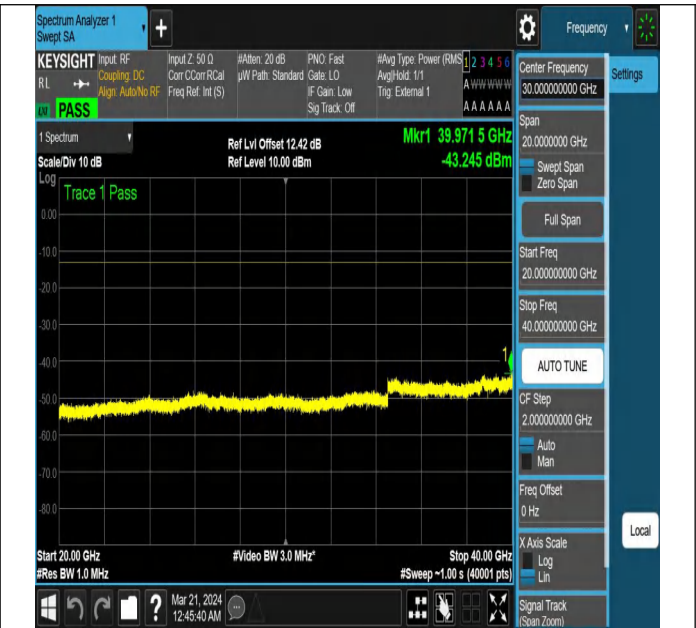 Spectrum Analyzer 1
Swept SA
+
Frequency
KEYSIGHT
RL
PASS
Input: RF
Coupling: DC
Align: Auto/No RF
Input Z: 50 Ω
Corr CCorr RCal
Freq Ref: Int (S)
#Atten: 20 dB
µW Path: Standard
PNO: Fast
Gate: LO
IF Gain: Low
Sig Track: Off
#Avg Type: Power (RMS
Avg|Hold: 1/1
Trig: External 1
1 2 3 4 5 6
A W W W W W
A A A A A A
1 Spectrum
Scale/Div 10 dB
Ref Lvl Offset 12.42 dB
Ref Level 10.00 dBm
Mkr1 39.971 5 GHz
-43.245 dBm
Log
Trace 1 Pass
0.00
-10.0
-20.0
-30.0
-40.0
-50.0
-60.0
-70.0
-80.0
1
Start 20.00 GHz
#Res BW 1.0 MHz
#Video BW 3.0 MHz*
Stop 40.00 GHz
#Sweep ~1.00 s (40001 pts)
Center Frequency
30.00000000 GHz
Settings
Span
20.0000000 GHz
Swept Span
Zero Span
Full Span
Start Freq
20.000000000 GHz
Stop Freq
40.000000000 GHz
AUTO TUNE
CF Step
2.000000000 GHz
Auto
Man
Freq Offset
0 Hz
X Axis Scale
Log
Lin
Local
Signal Track
(Span Zoom)
?
Mar 21, 2024
12:45:40 AM